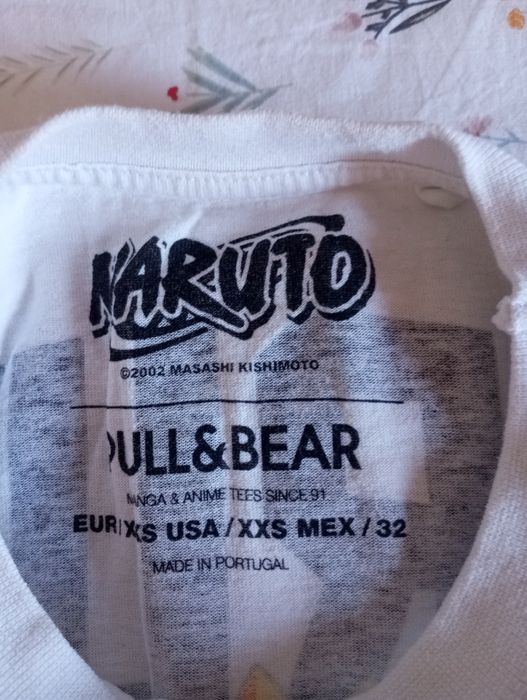 NARUTO
©2002 MASASHI KISHIMOTO
PULL&BEAR
MANGA & ANIME TEES SINCE 91
EUR/XS USA/XXS MEX/32
MADE IN PORTUGAL